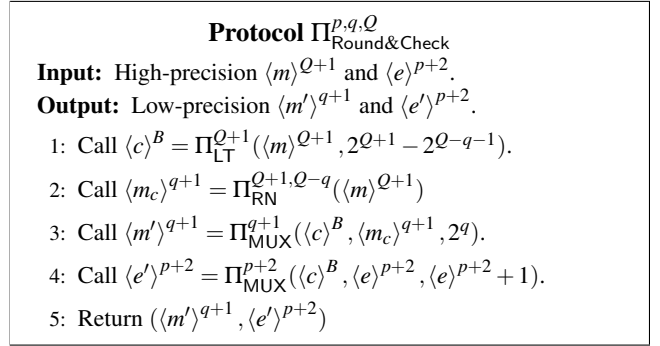 Protocol Π^{p,q,Q}_{Round&Check}
Input: High-precision ⟨m⟩^{Q+1} and ⟨e⟩^{p+2}.
Output: Low-precision ⟨m′⟩^{q+1} and ⟨e′⟩^{p+2}.
1: Call ⟨c⟩^B = Π^{Q+1}_{LT}(⟨m⟩^{Q+1}, 2^{Q+1} − 2^{Q−q−1}).
2: Call ⟨m_c⟩^{q+1} = Π^{Q+1,Q−q}_{RN}(⟨m⟩^{Q+1})
3: Call ⟨m′⟩^{q+1} = Π^{q+1}_{MUX}(⟨c⟩^B, ⟨m_c⟩^{q+1}, 2^q).
4: Call ⟨e′⟩^{p+2} = Π^{p+2}_{MUX}(⟨c⟩^B, ⟨e⟩^{p+2}, ⟨e⟩^{p+2} + 1).
5: Return (⟨m′⟩^{q+1}, ⟨e′⟩^{p+2})